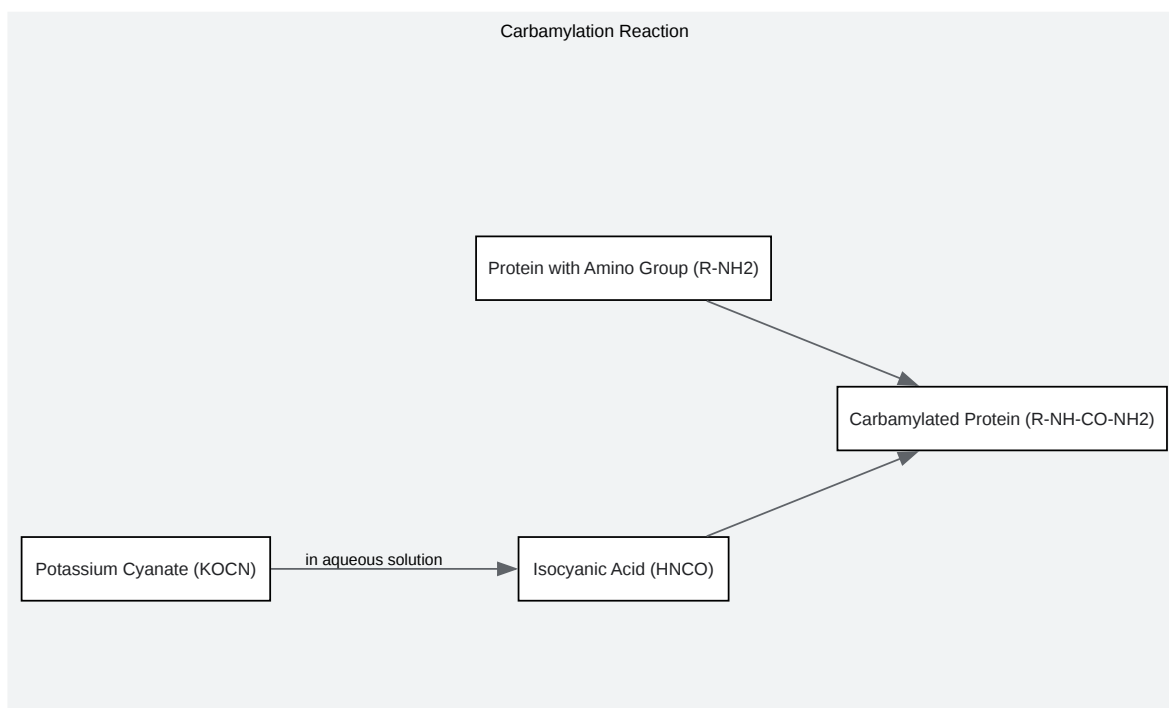 Carbamylation Reaction
Protein with Amino Group (R-NH2)
Carbamylated Protein (R-NH-CO-NH2)
Potassium Cyanate (KOCN)
in aqueous solution
Isocyanic Acid (HNCO)